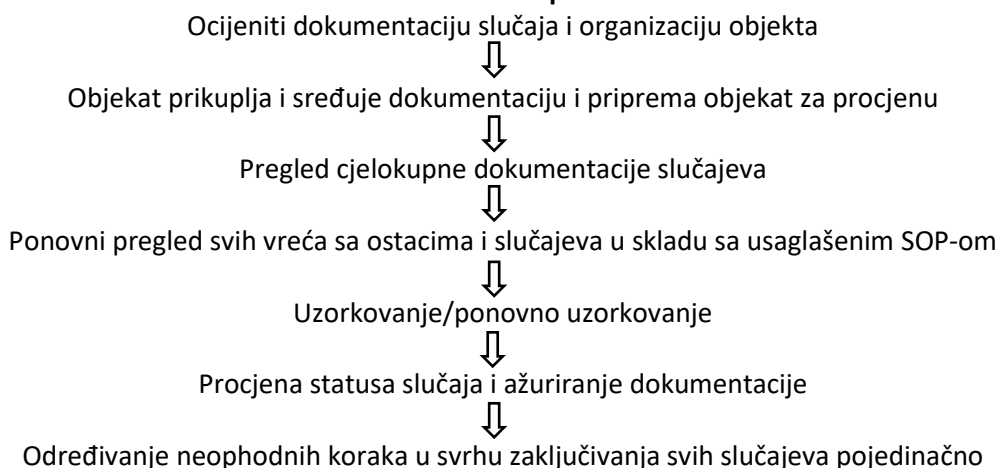 Ocijeniti dokumentaciju slučaja i organizaciju objekta
Objekat prikuplja i sređuje dokumentaciju i priprema objekat za procjenu
Pregled cjelokupne dokumentacije slučajeva
Ponovni pregled svih vreća sa ostacima i slučajeva u skladu sa usaglašenim SOP-om
Uzorkovanje/ponovno uzorkovanje
Procjena statusa slučaja i ažuriranje dokumentacije
Određivanje neophodnih koraka u svrhu zaključivanja svih slučajeva pojedinačno